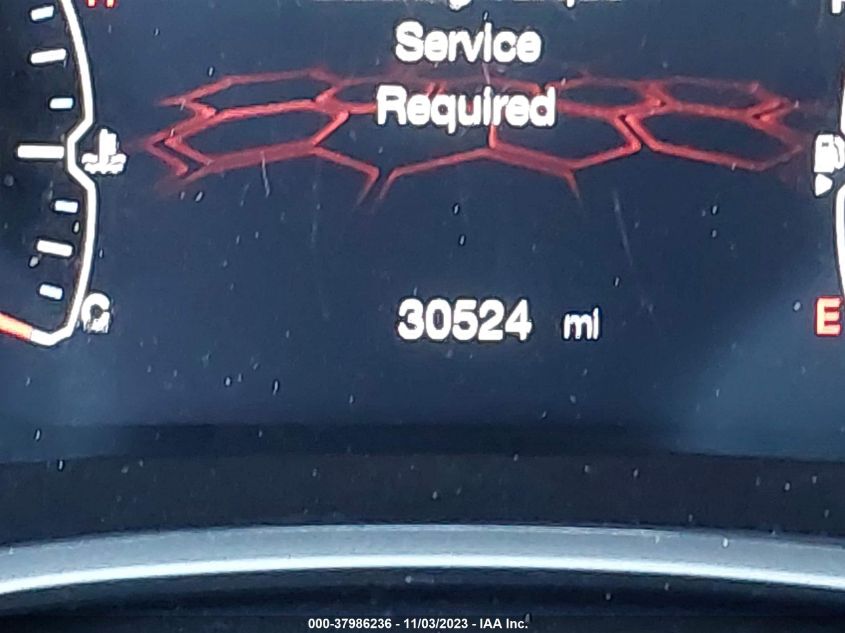 H
Service
Required
30524 mi
C
E
000-37986236 - 11/03/2023 - IAA Inc.